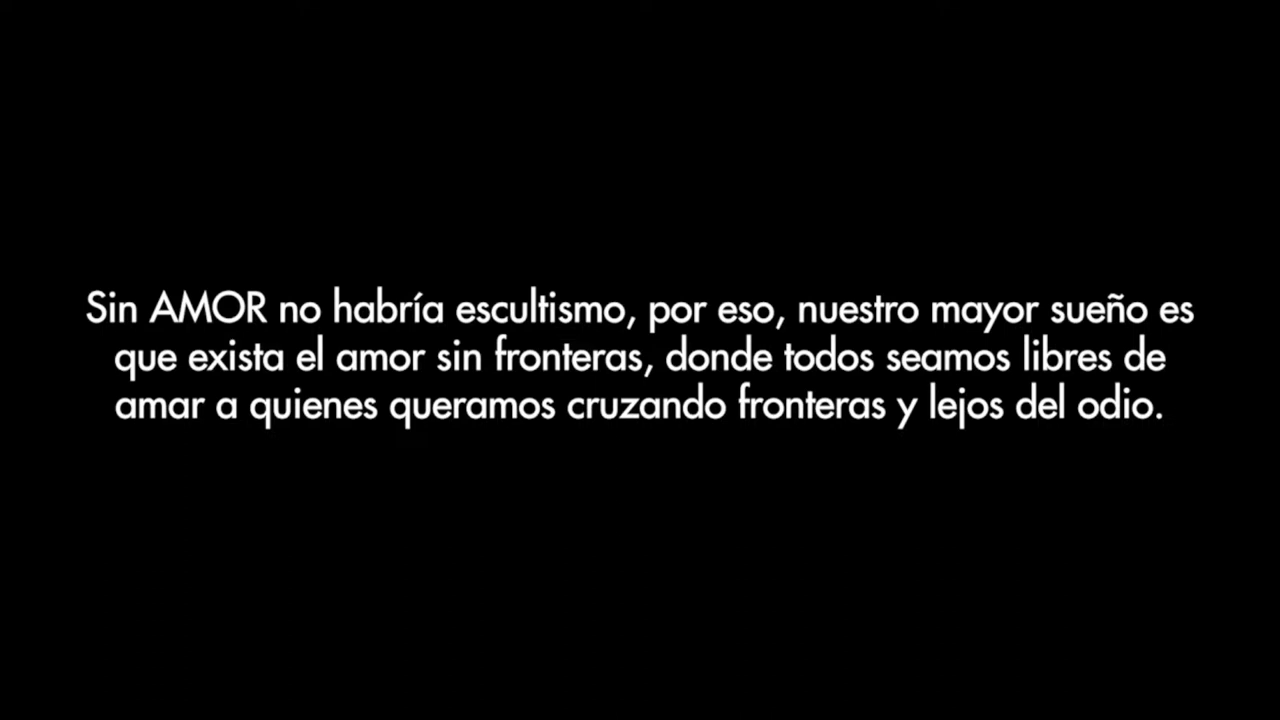 Sin AMOR no habría escultismo, por eso, nuestro mayor sueño es
que exista el amor sin fronteras, donde todos seamos libres de
amar a quienes queramos cruzando fronteras y lejos del odio.